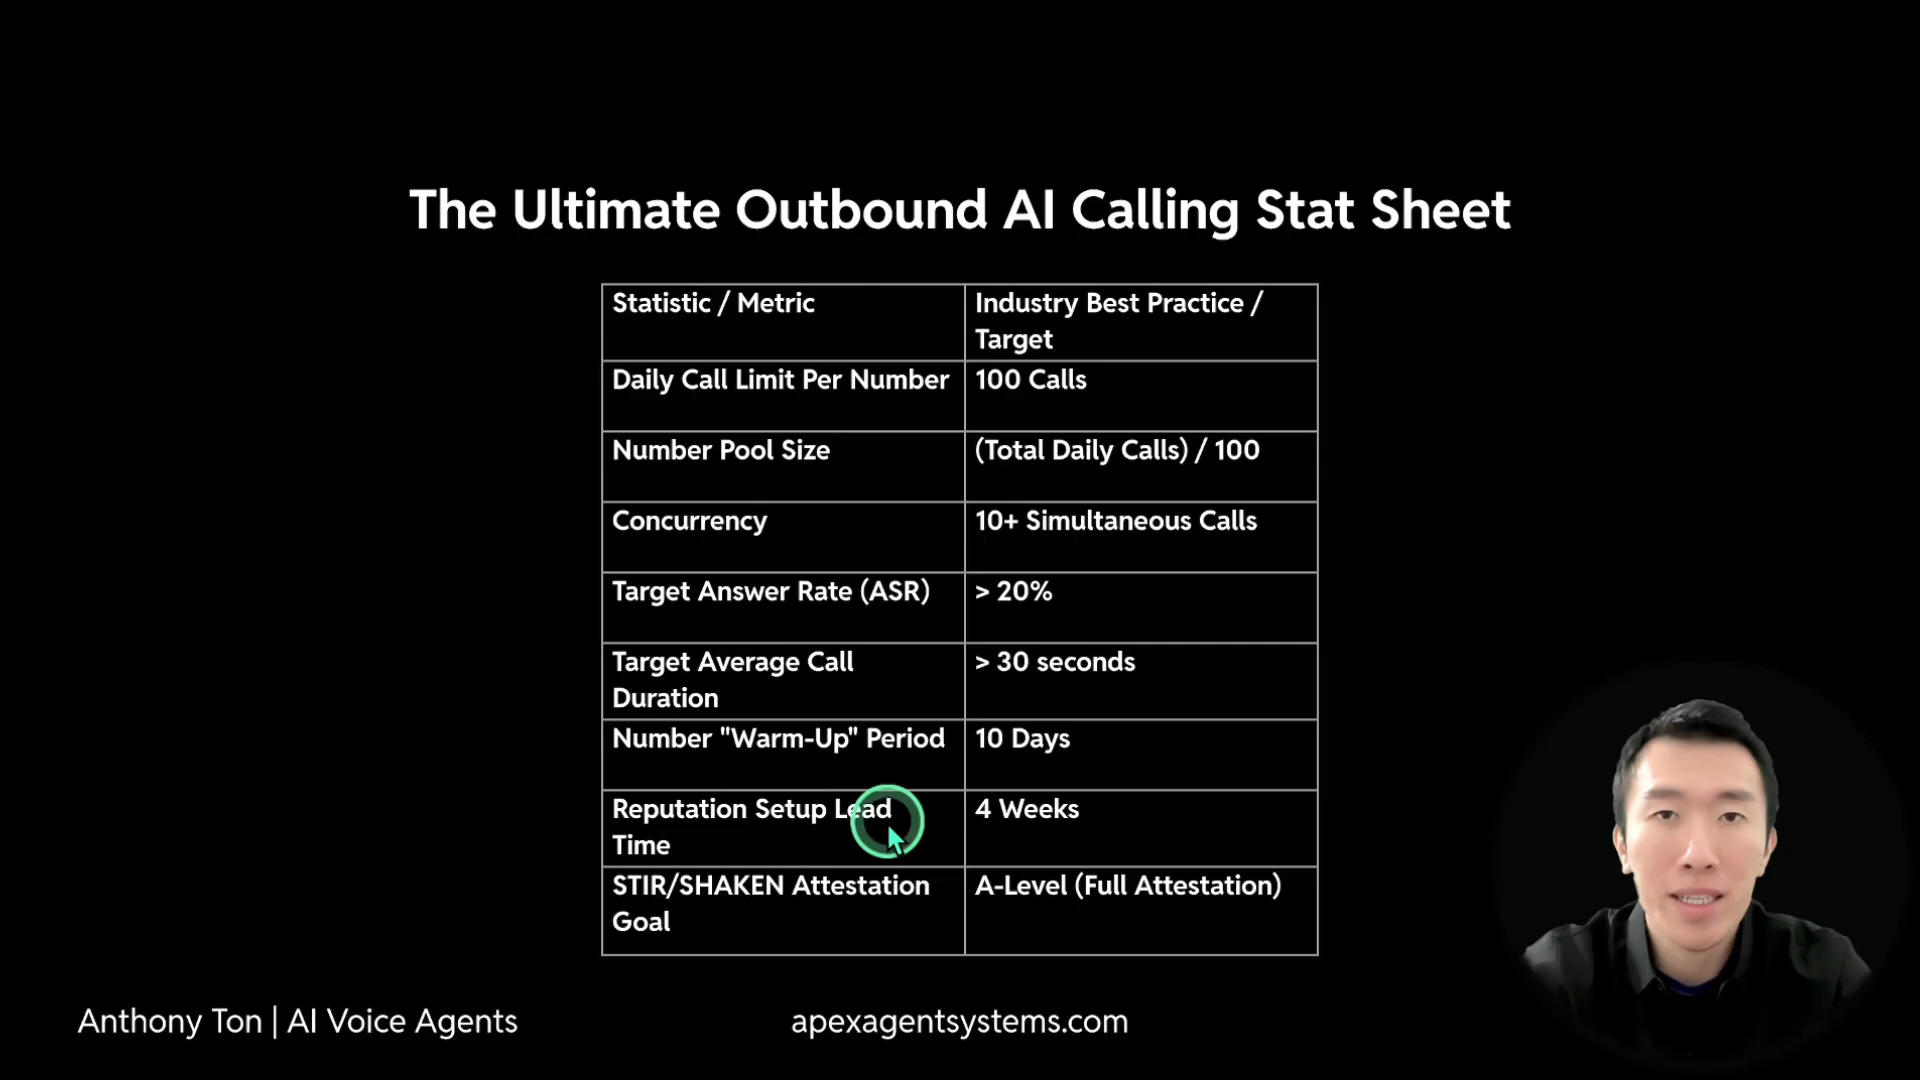 The Ultimate Outbound AI Calling Stat Sheet
Statistic / Metric
Industry Best Practice /
Target
Daily Call Limit Per Number
100 Calls
Number Pool Size
(Total Daily Calls) / 100
Concurrency
10+ Simultaneous Calls
Target Answer Rate (ASR)
> 20%
Target Average Call
Duration
> 30 seconds
Number "Warm-Up" Period
10 Days
Reputation Setup Lead
Time
4 Weeks
STIR/SHAKEN Attestation
Goal
A-Level (Full Attestation)
Anthony Ton | AI Voice Agents
apexagentsystems.com